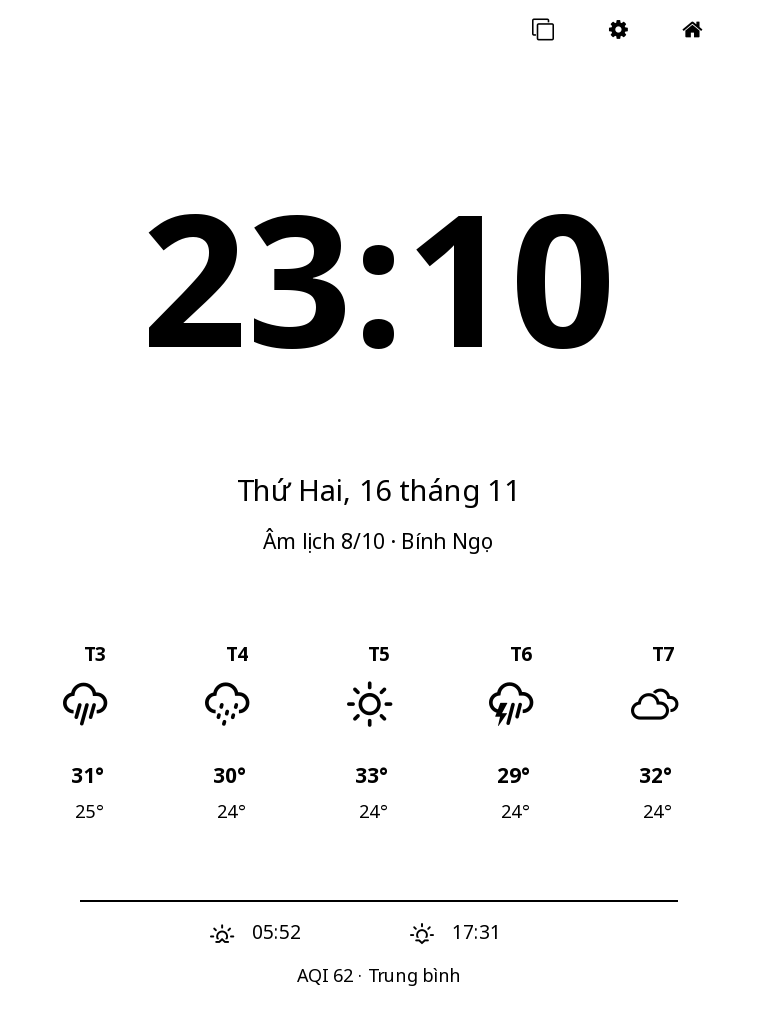 23:10
Thứ Hai, 16 tháng 11
Âm lịch 8/10 · Bính Ngọ
T3 T4 T5 T6 T7
31° 30° 33° 29° 32°
25° 24° 24° 24° 24°
05:52 17:31
AQI 62 · Trung bình